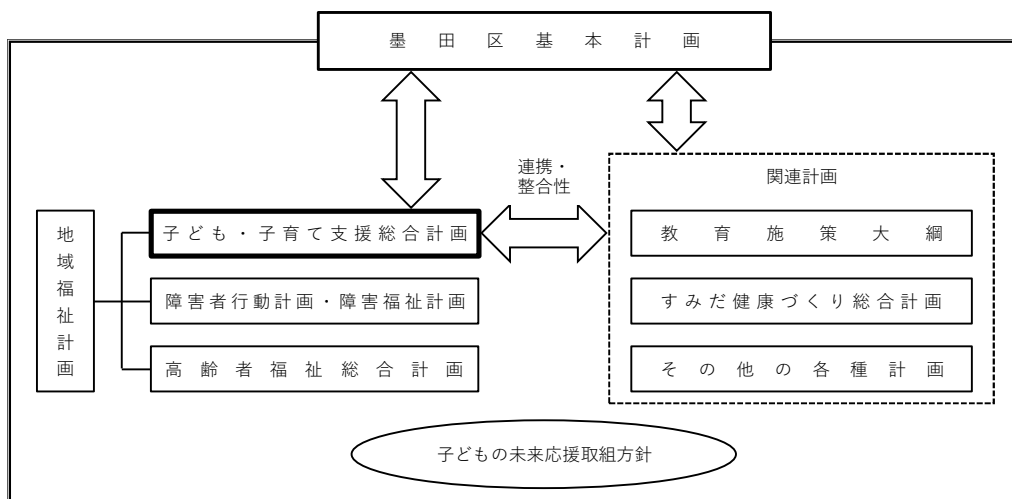 墨田区基本計画
連携・
整合性
関連計画
地域福祉計画
子ども・子育て支援総合計画
障害者行動計画・障害福祉計画
高齢者福祉総合計画
教育施策大綱
すみだ健康づくり総合計画
その他の各種計画
子どもの未来応援取組方針